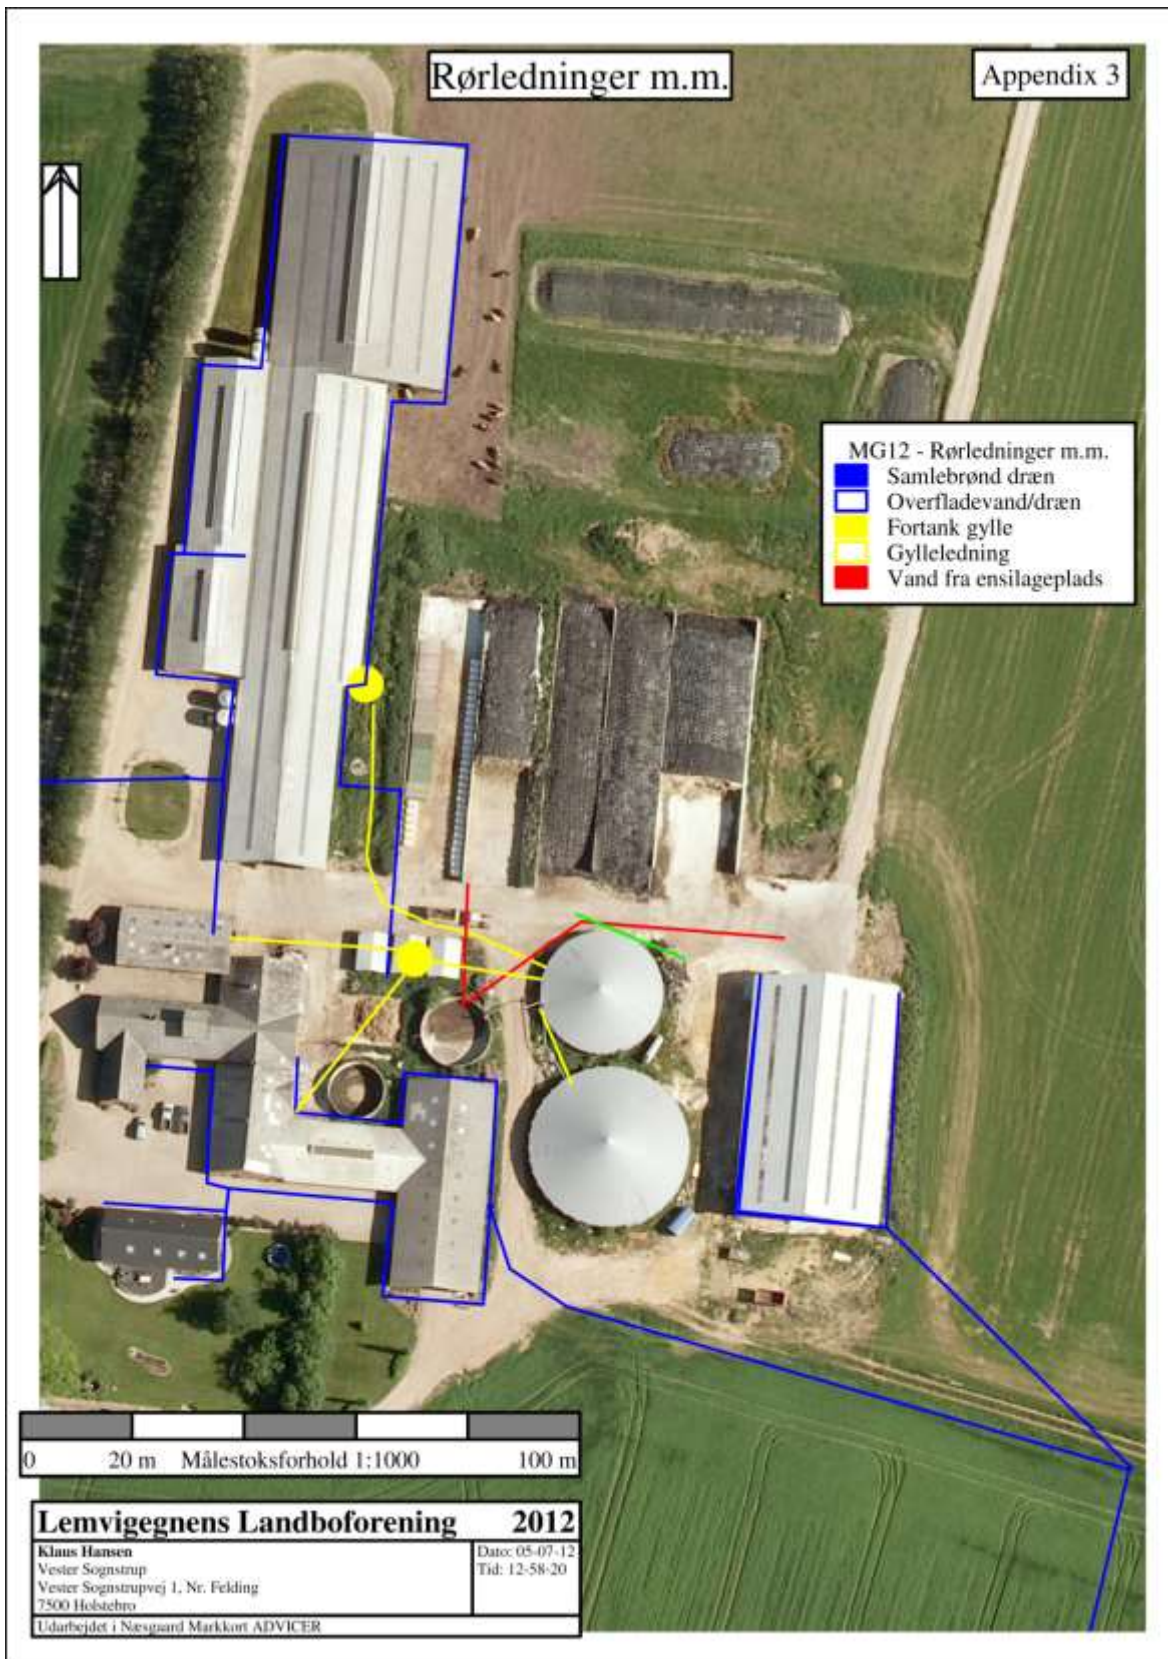 Rørledninger m.m.
Appendix 3
MG12 - Rørledninger m.m.
Samlebrønd dræn
Overfladevand/dræn
Fortank gylle
Gylleledning
Vand fra ensilageplads
0 20 m Målestoksforhold 1:1000 100 m
Lemvigegnens Landboforening 2012
Klaus Hansen
Vester Sognstrup
Vester Sognstrupvej 1, Nr. Felding
7500 Holstebro
Dato: 05-07-12
Tid: 12-58-20
Udarbejdet i Næsgaard Markkort ADVICER